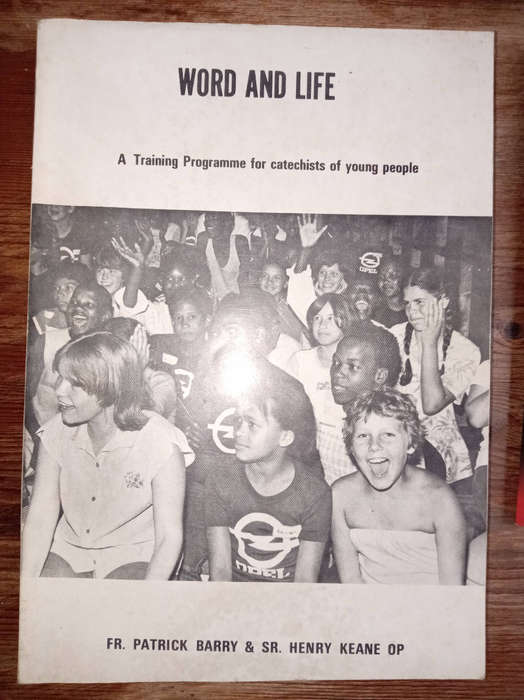 WORD AND LIFE
A Training Programme for catechists of young people
OPEL
OPEL
FR. PATRICK BARRY & SR. HENRY KEANE OP